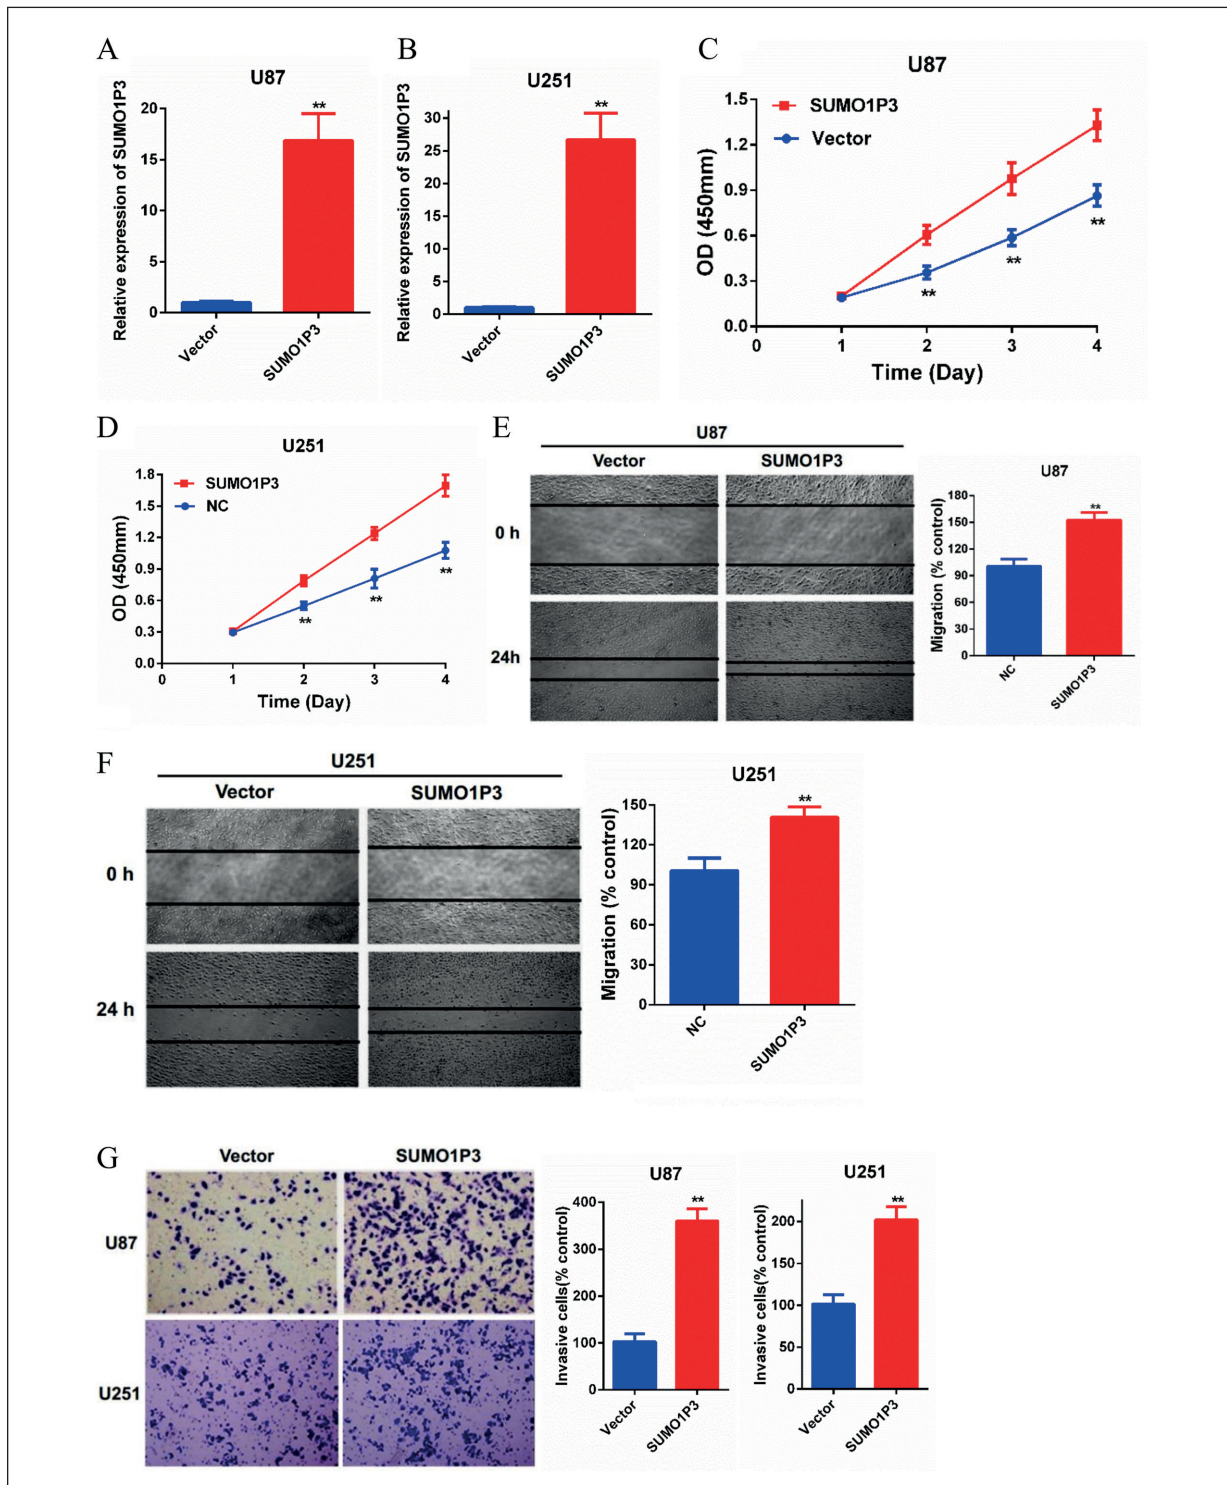 A
U87
Relative expression of SUMO1P3
20
15
10
5
0
**
Vector
SUMO1P3
B
U251
Relative expression of SUMO1P3
30
25
20
15
10
5
0
**
Vector
SUMO1P3
C
U87
SUMO1P3
Vector
OD (450mm)
1.5
1.2
0.9
0.6
0.3
0.0
**
**
**
0 1 2 3 4
Time (Day)
D
U251
SUMO1P3
NC
OD (450mm)
1.8
1.5
1.2
0.9
0.6
0.3
0.0
**
**
**
0 1 2 3 4
Time (Day)
E
U87
Vector SUMO1P3
0 h
24h
U87
Migration (% control)
180
150
120
90
60
30
0
**
NC
SUMO1P3
F
U251
Vector SUMO1P3
0 h
24 h
U251
Migration (% control)
150
120
90
60
30
0
**
NC
SUMO1P3
G
Vector SUMO1P3
U87
U251
U87
Invasive cells(% control)
400
300
200
100
0
**
Vector
SUMO1P3
U251
Invasive cells(% control)
200
150
100
50
0
**
Vector
SUMO1P3